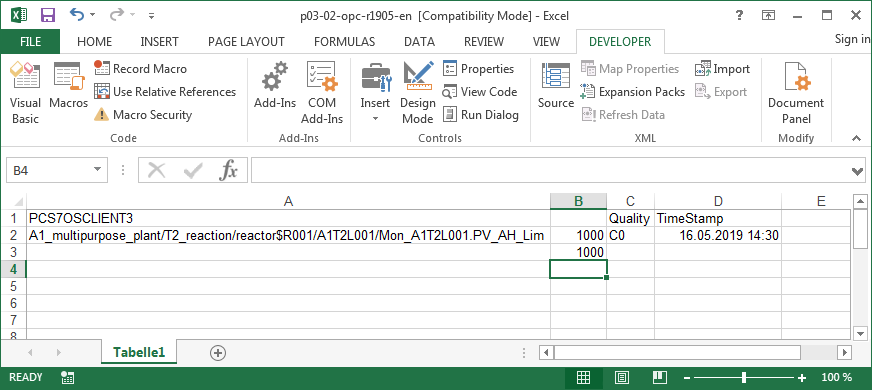 p03-02-opc-r1905-en [Compatibility Mode] - Excel
FILE HOME INSERT PAGE LAYOUT FORMULAS DATA REVIEW VIEW DEVELOPER Sign in
Visual Basic
Macros
Record Macro
Use Relative References
Macro Security
Code
Add-Ins
COM Add-Ins
Add-Ins
Insert
Design Mode
Properties
View Code
Run Dialog
Controls
Source
Map Properties
Expansion Packs
Refresh Data
Import
Export
XML
Document Panel
Modify
B4 fx
A B C D E
1 PCS7OSCLIENT3 Quality TimeStamp
2 A1_multipurpose_plant/T2_reaction/reactor$R001/A1T2L001/Mon_A1T2L001.PV_AH_Lim 1000 C0 16.05.2019 14:30
3 1000
4
5
6
7
8
Tabelle1
READY 100 %